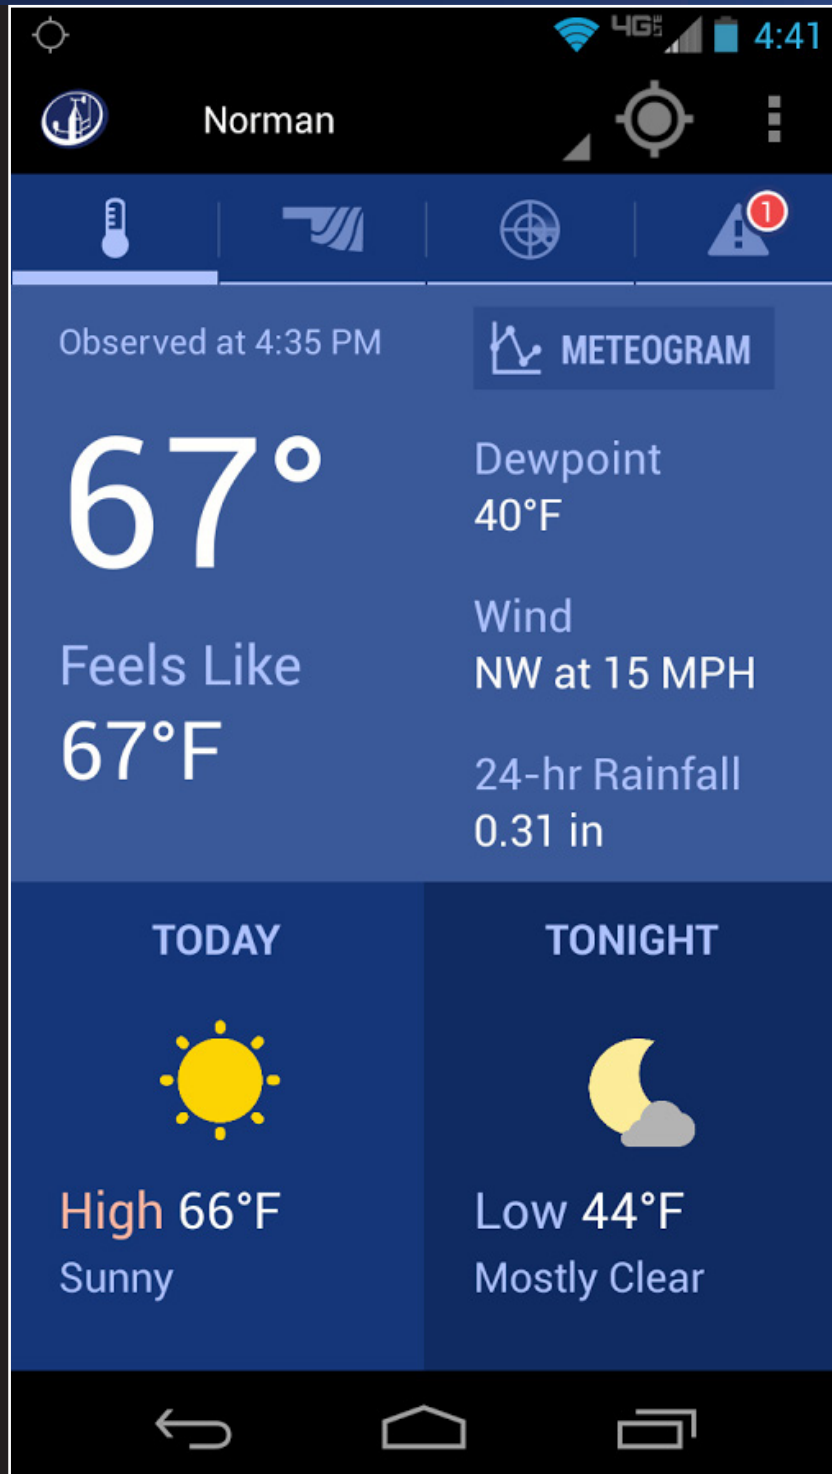 4G LTE 4:41
Norman
1
Observed at 4:35 PM
METEOGRAM
67°
Feels Like
67°F
Dewpoint
40°F
Wind
NW at 15 MPH
24-hr Rainfall
0.31 in
TODAY
High 66°F
Sunny
TONIGHT
Low 44°F
Mostly Clear